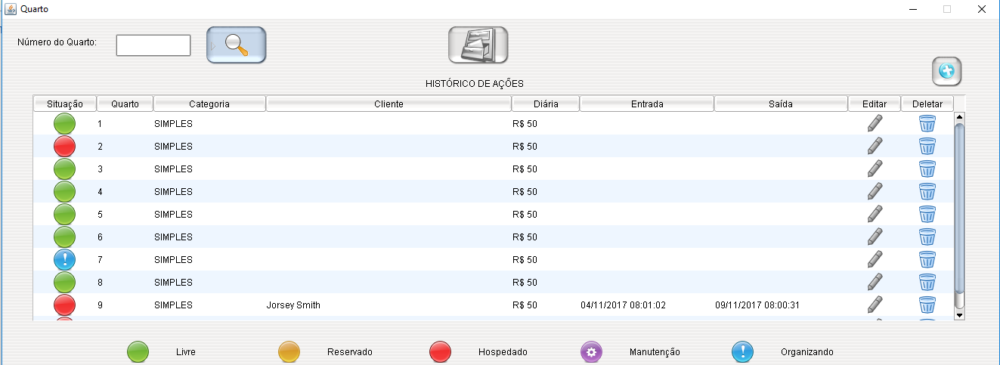 Quarto
Número do Quarto:
HISTÓRICO DE AÇÕES
Situação Quarto Categoria Cliente Diária Entrada Saída Editar Deletar
1 SIMPLES R$ 50
2 SIMPLES R$ 50
3 SIMPLES R$ 50
4 SIMPLES R$ 50
5 SIMPLES R$ 50
6 SIMPLES R$ 50
7 SIMPLES R$ 50
8 SIMPLES R$ 50
9 SIMPLES Jorsey Smith R$ 50 04/11/2017 08:01:02 09/11/2017 08:00:31
Livre Reservado Hospedado Manutenção Organizando